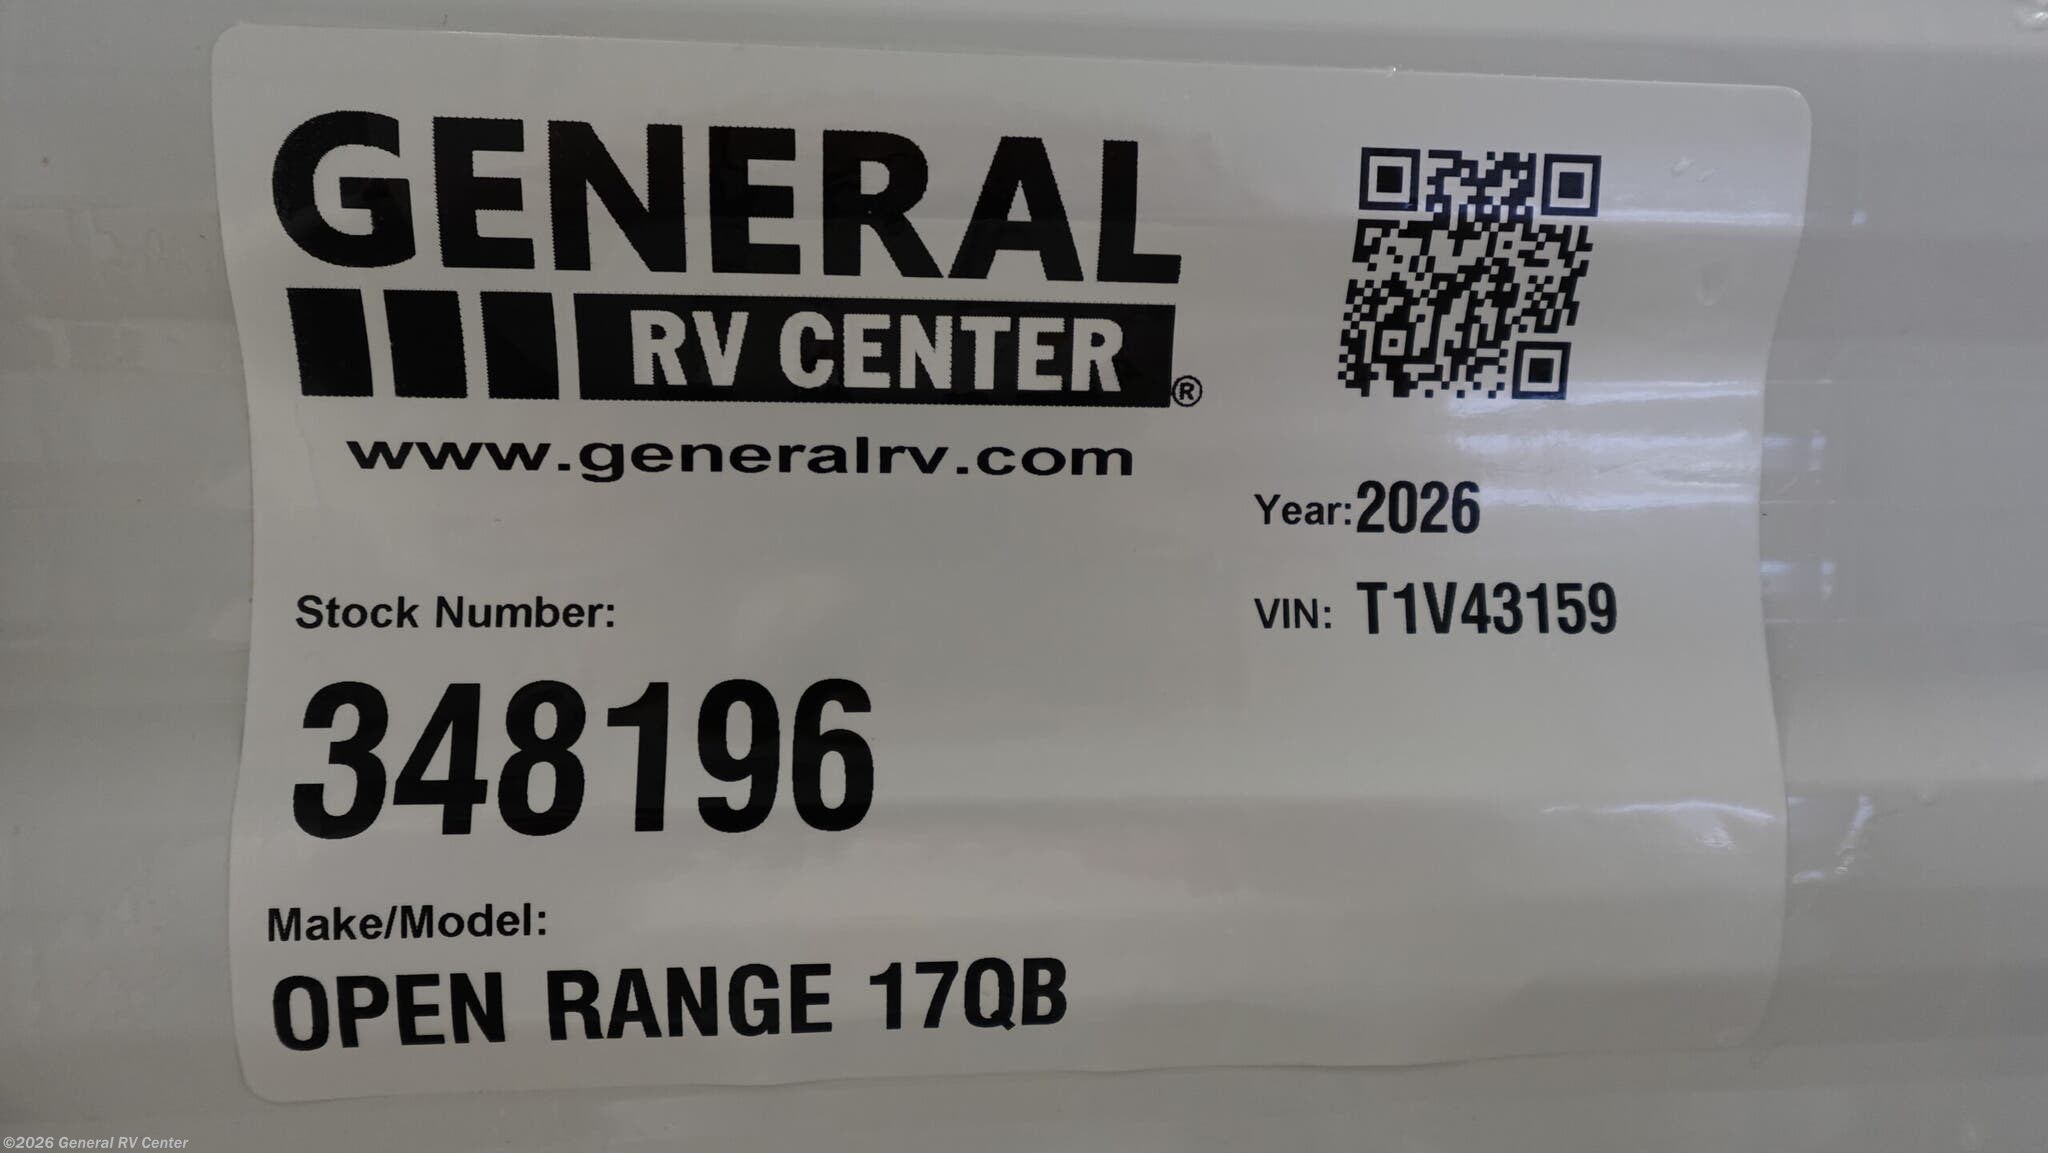 GENERAL
RV CENTER®
www.generalrv.com
Year:2026
VIN: T1V43159
Stock Number:
348196
Make/Model:
OPEN RANGE 17QB
©2026 General RV Center